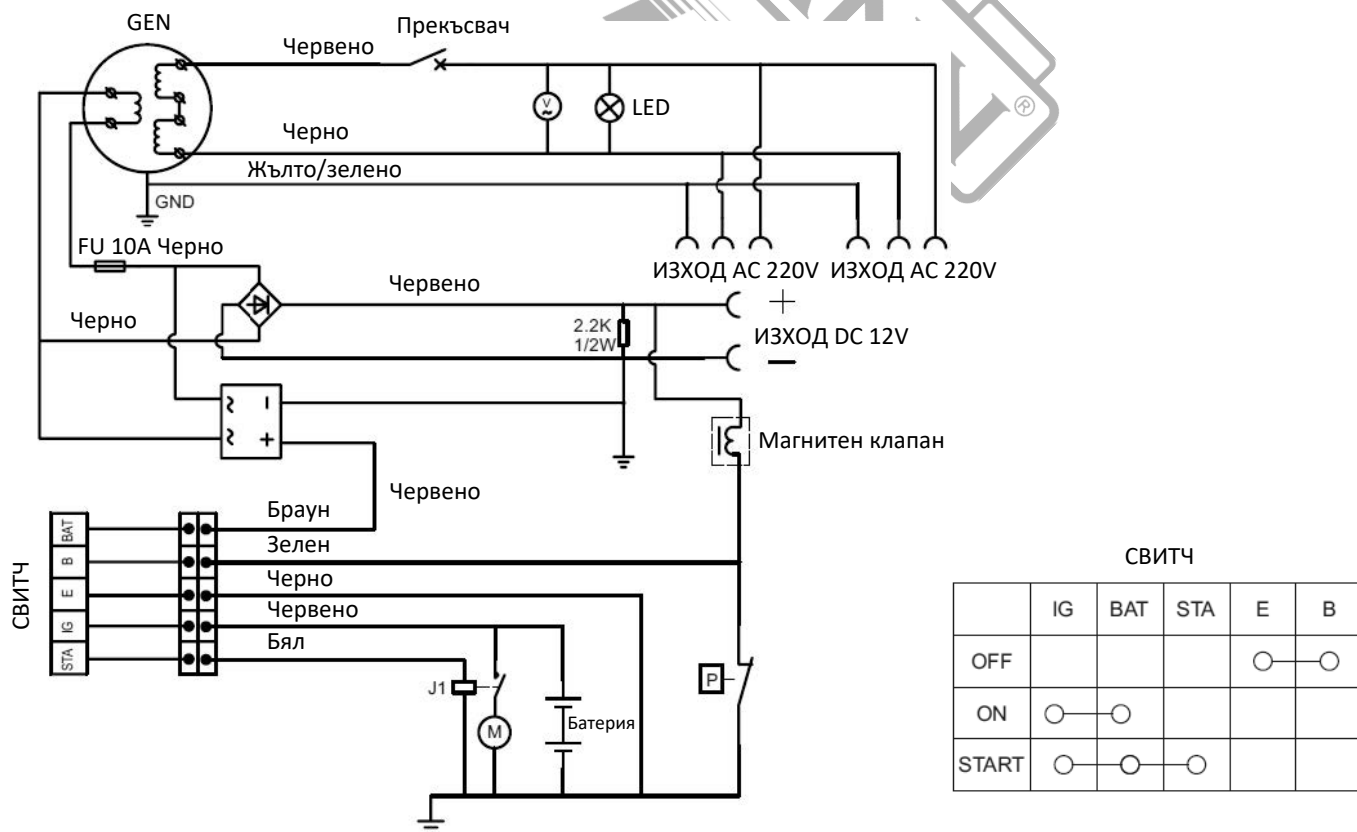 GEN
Прекъсвач
Червено
V
LED
Черно
Жълто/зелено
GND
FU 10A Черно
ИЗХОД AC 220V ИЗХОД AC 220V
Червено
+
Черно
2.2K
1/2W
ИЗХОД DC 12V
—
~ −
~ +
Магнитен клапан
Червено
СВИТЧ
BAT
B
E
IG
STA
Браун
Зелен
Черно
Червено
Бял
J1
M
Батерия
P
СВИТЧ
IG BAT STA E B
OFF
ON
START
®